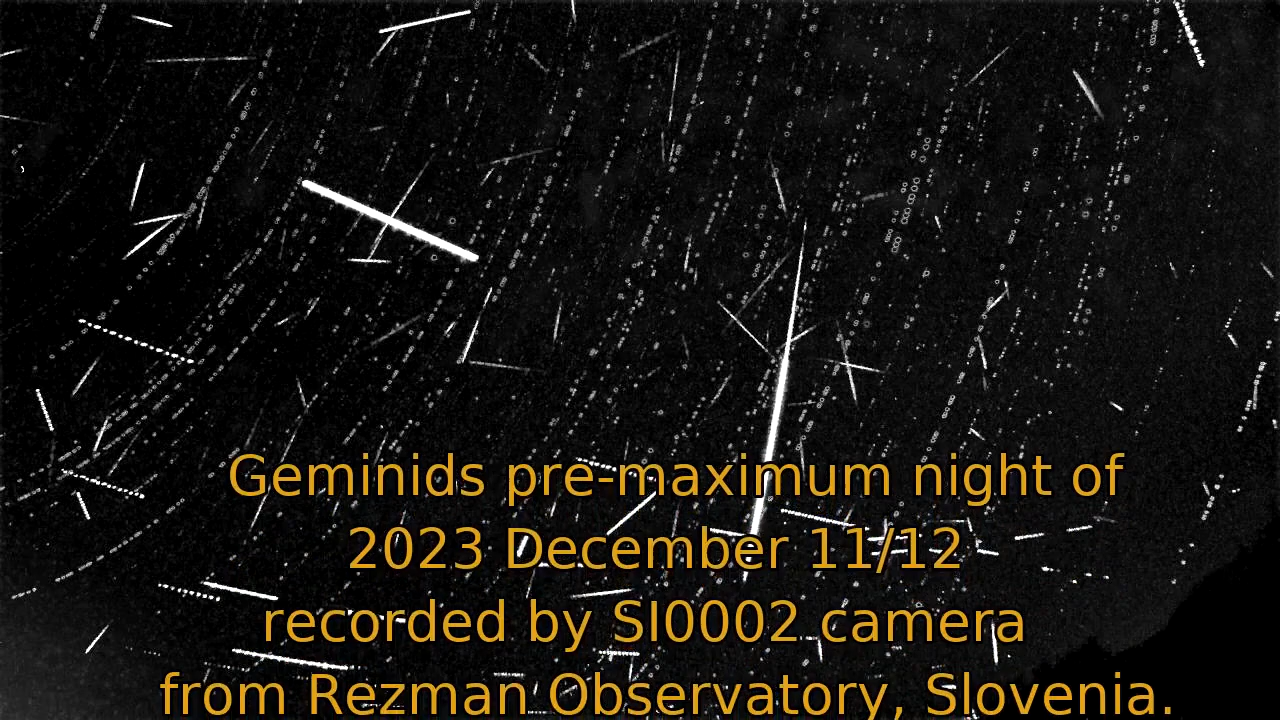 Geminids pre-maximum night of
2023 December 11/12
recorded by SI0002 camera
from Rezman Observatory, Slovenia.